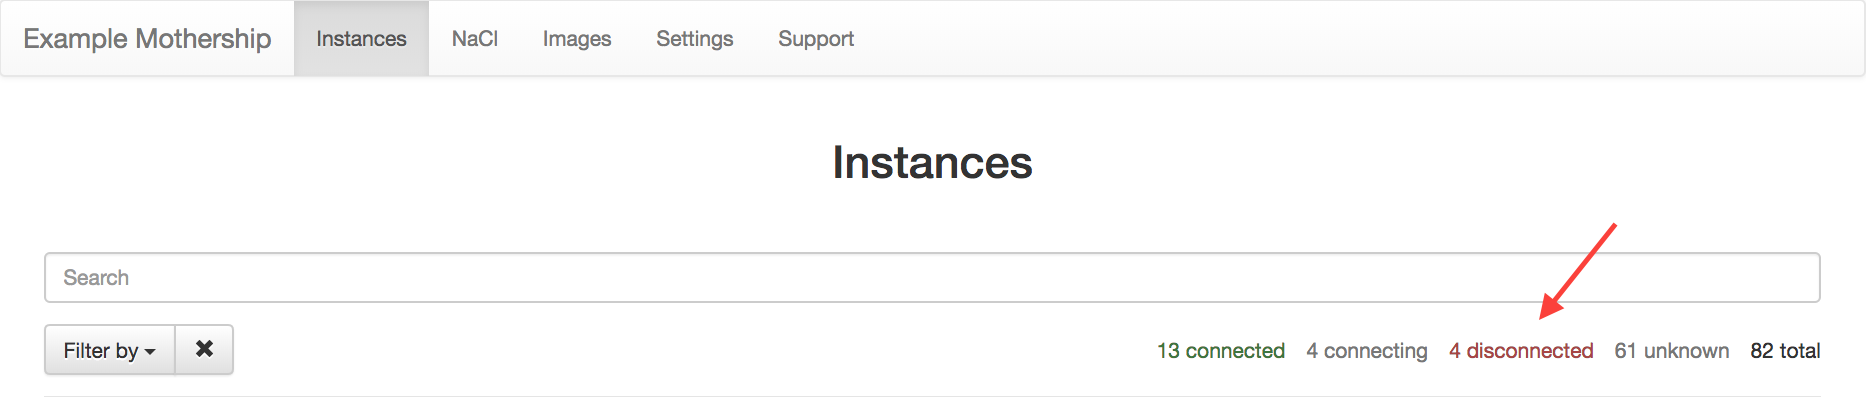 Example Mothership Instances NaCl Images Settings Support
Instances
Search
Filter by 13 connected 4 connecting 4 disconnected 61 unknown 82 total